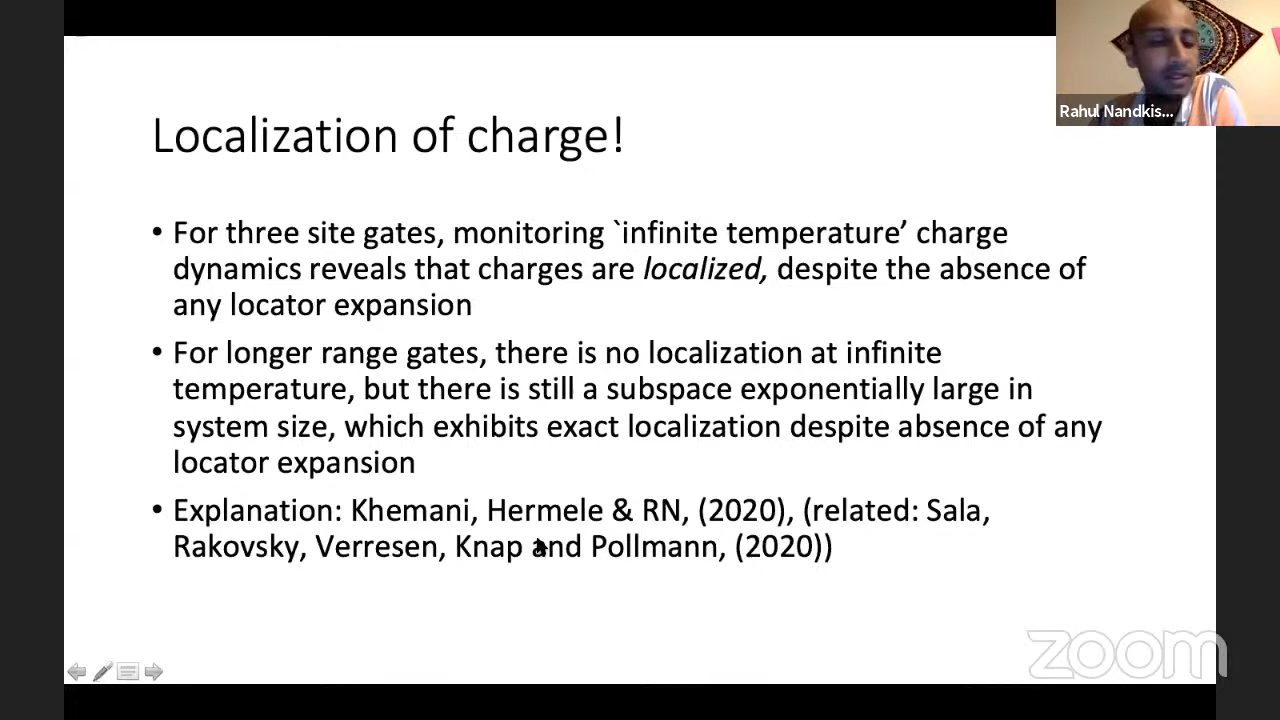 Rahul Nandkis...
Localization of charge!
• For three site gates, monitoring `infinite temperature’ charge
dynamics reveals that charges are localized, despite the absence of
any locator expansion
• For longer range gates, there is no localization at infinite
temperature, but there is still a subspace exponentially large in
system size, which exhibits exact localization despite absence of any
locator expansion
• Explanation: Khemani, Hermele & RN, (2020), (related: Sala,
Rakovsky, Verresen, Knap and Pollmann, (2020))
zoom